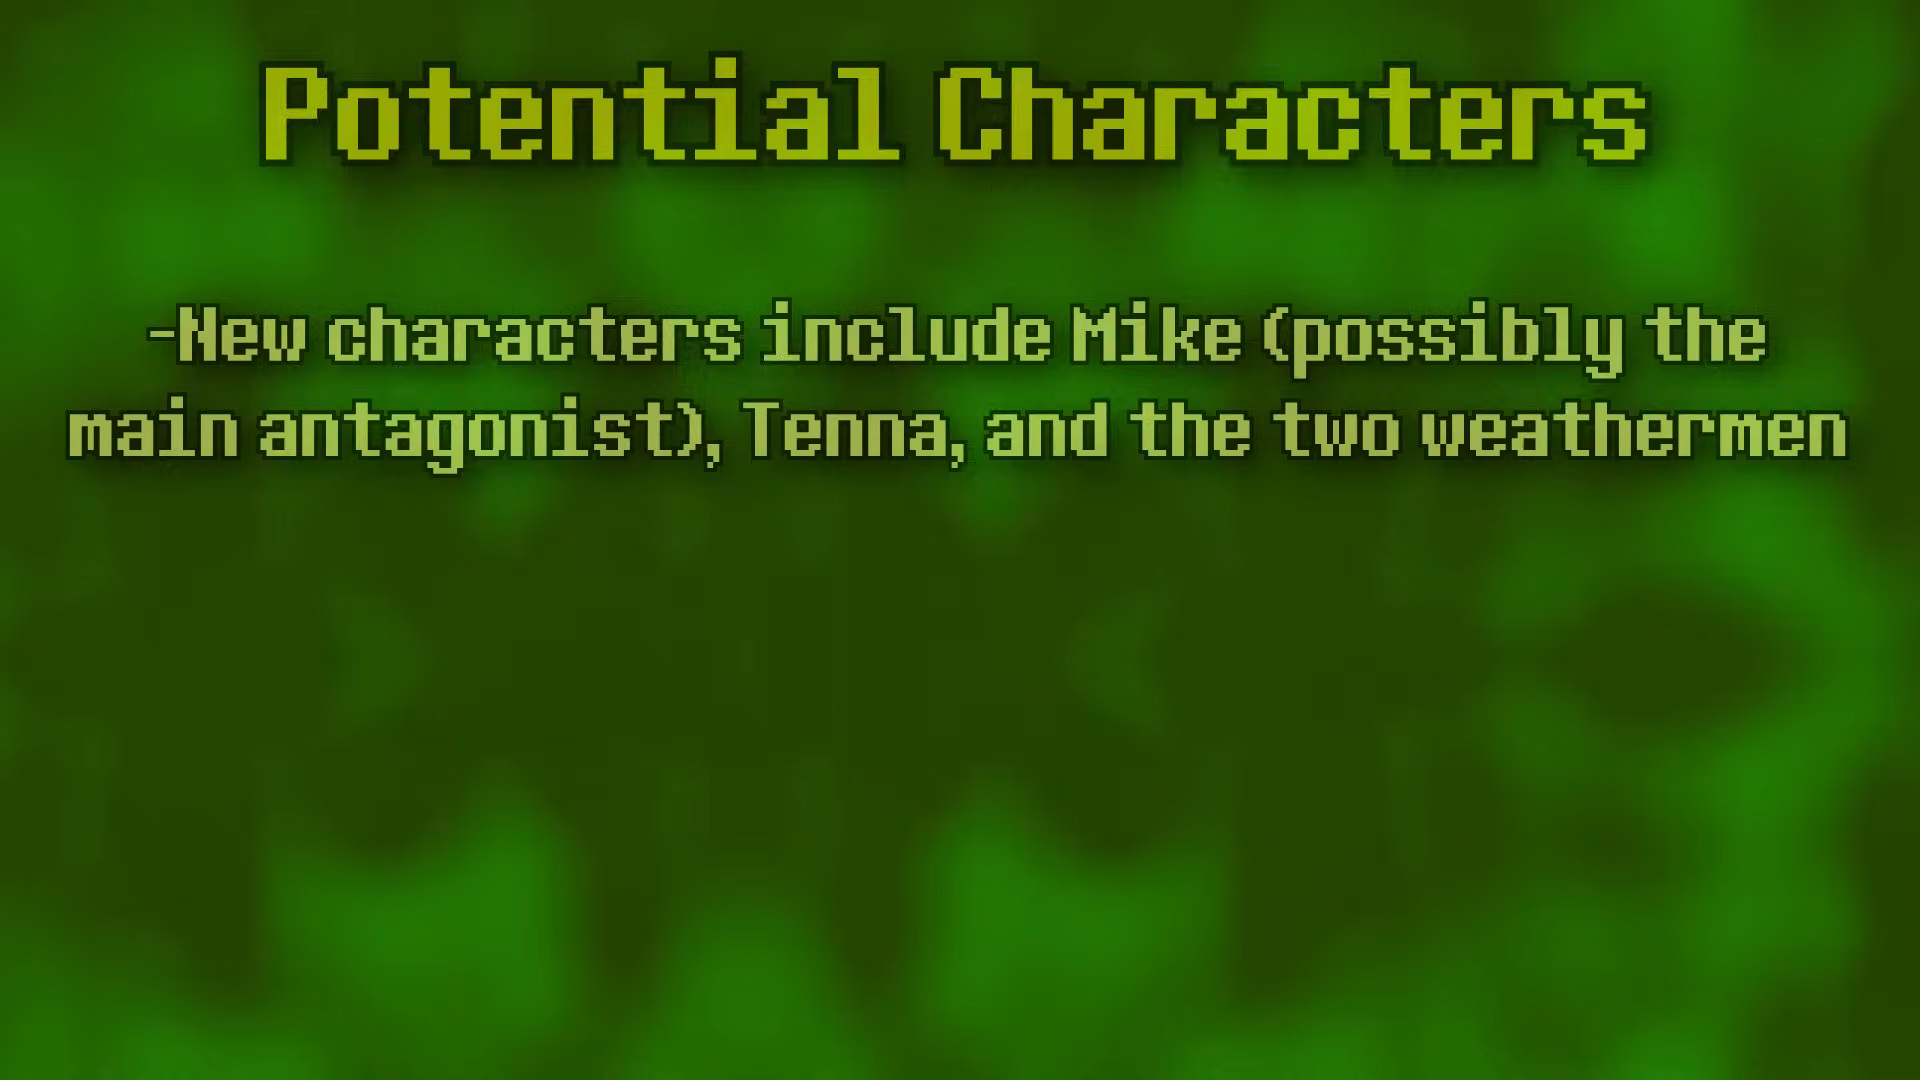 Potential Characters
-New characters include Mike (possibly the
main antagonist), Tenna, and the two weathermen